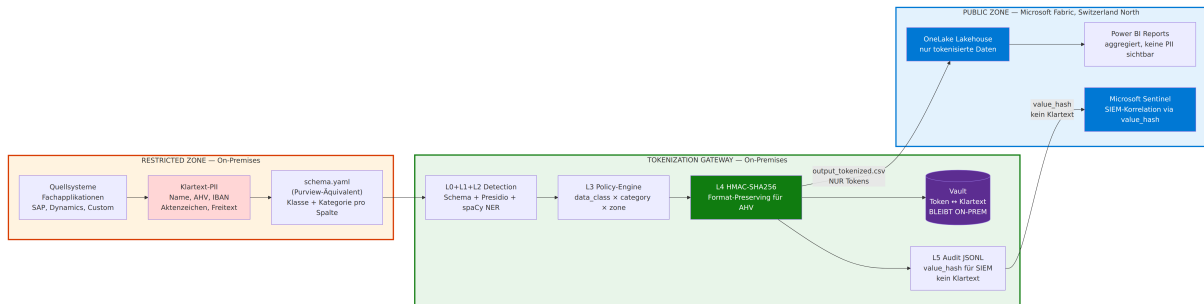 RESTRICTED ZONE — On-Premises
Quellsysteme
Fachapplikationen
SAP, Dynamics, Custom
Klartext-PII
Name, AHV, IBAN
Aktenzeichen, Freitext
schema.yaml
(Purview-Äquivalent)
Klasse + Kategorie pro
Spalte
TOKENIZATION GATEWAY — On-Premises
L0+L1+L2 Detection
Schema + Presidio +
spaCy NER
L3 Policy-Engine
data_class × category
× zone
L4 HMAC-SHA256
Format-Preserving für
AHV
output_tokenized.csv
NUR Tokens
Vault
Token ↔ Klartext
BLEIBT ON-PREM
L5 Audit JSONL
value_hash für SIEM
kein Klartext
PUBLIC ZONE — Microsoft Fabric, Switzerland North
OneLake Lakehouse
nur tokenisierte Daten
Power BI Reports
aggregiert, keine PII
sichtbar
value_hash
kein Klartext
Microsoft Sentinel
SIEM-Korrelation via
value_hash